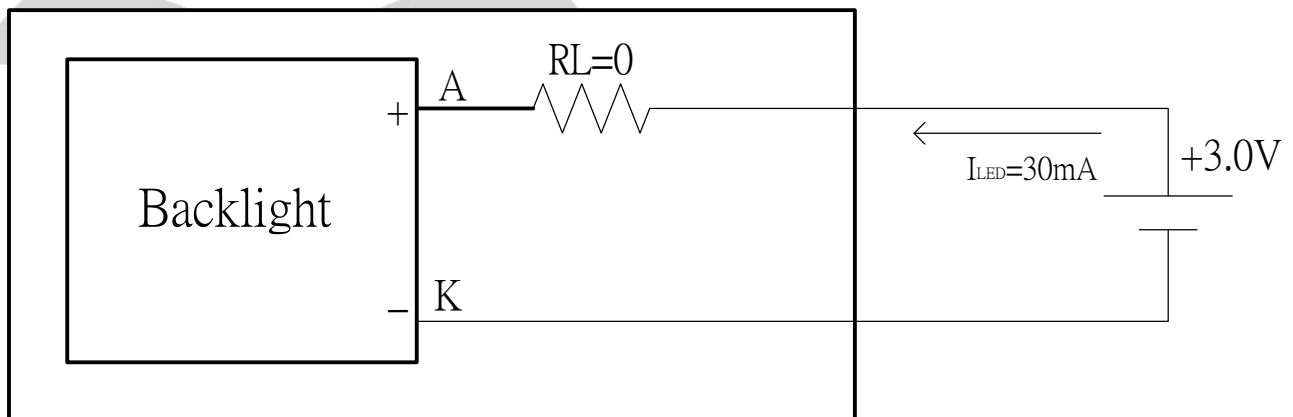 RL=0
A
+
ILED=30mA
+3.0V
Backlight
K
−